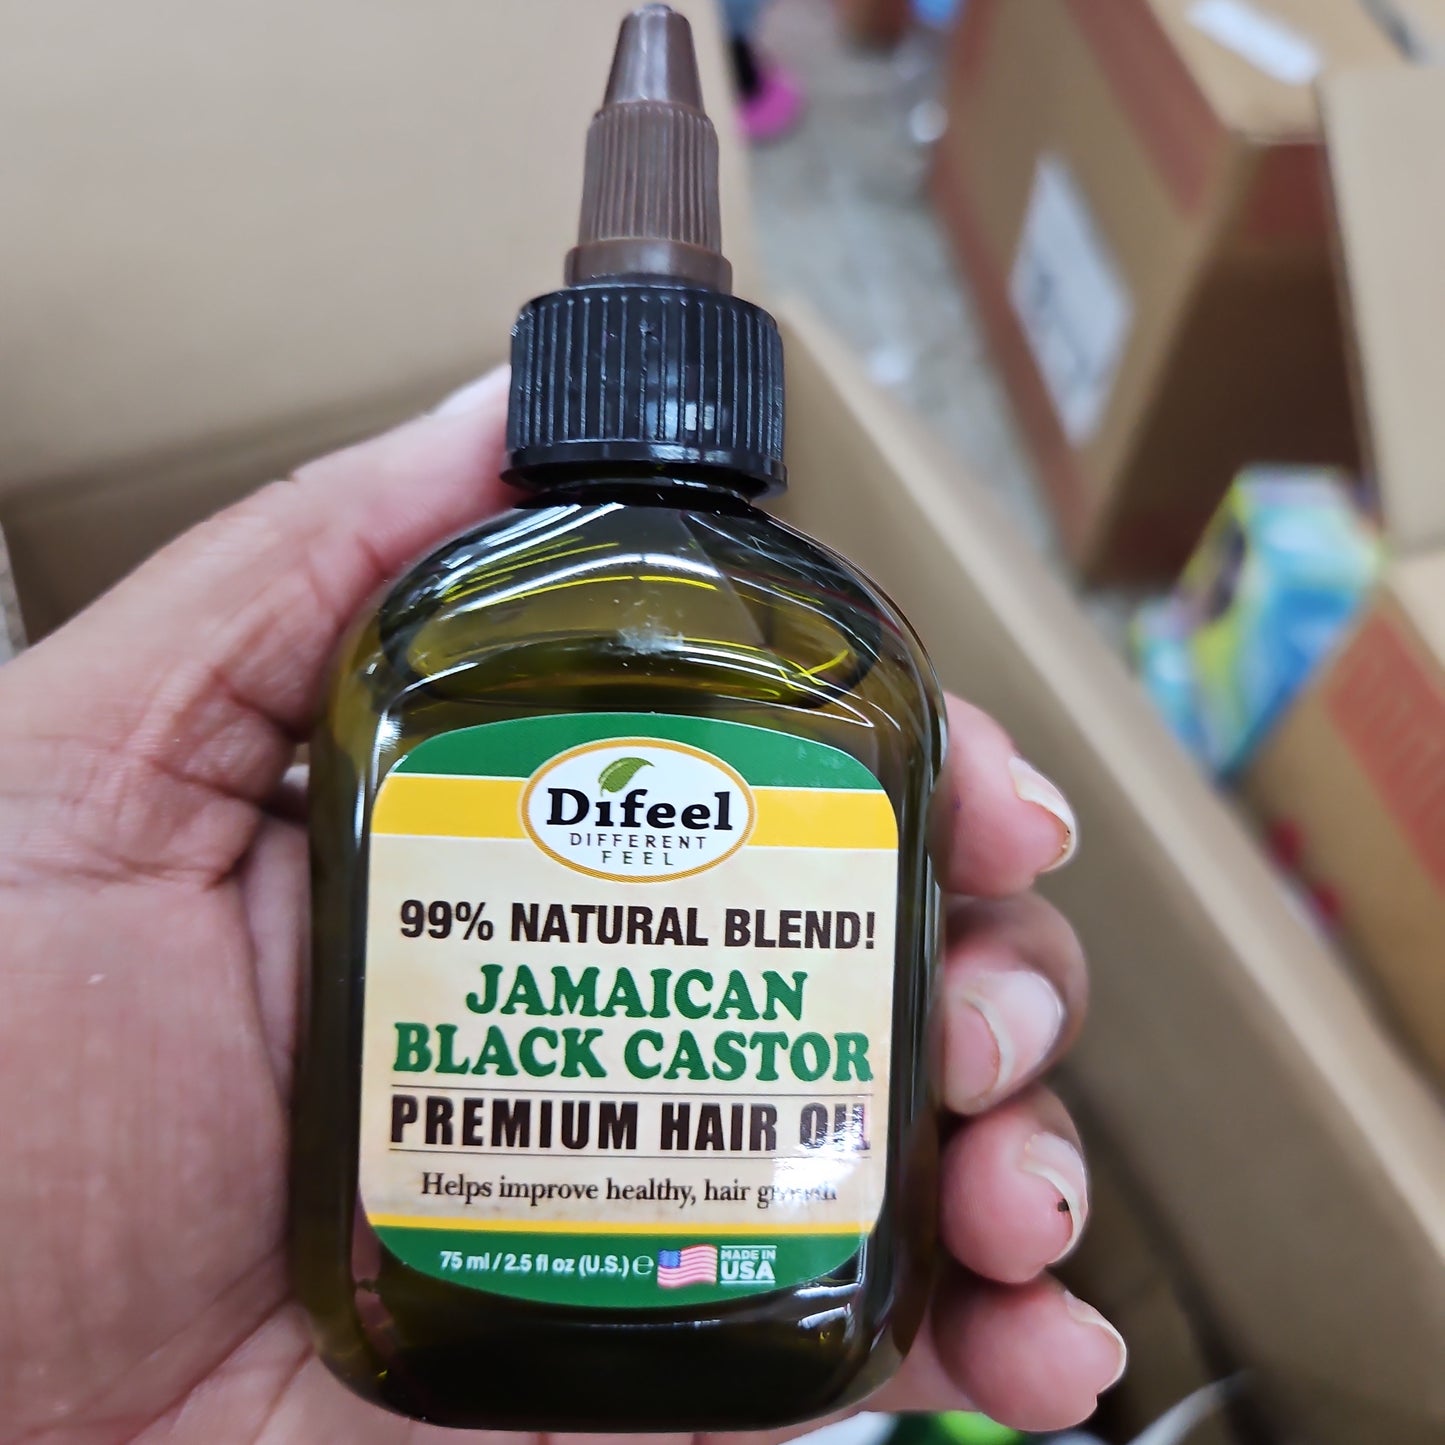 Difeel
DIFFERENT
FEEL
99% NATURAL BLEND!
JAMAICAN
BLACK CASTOR
PREMIUM HAIR OIL
Helps improve healthy, hair growth
75 ml / 2.5 fl oz (U.S.) ℮
MADE IN
USA